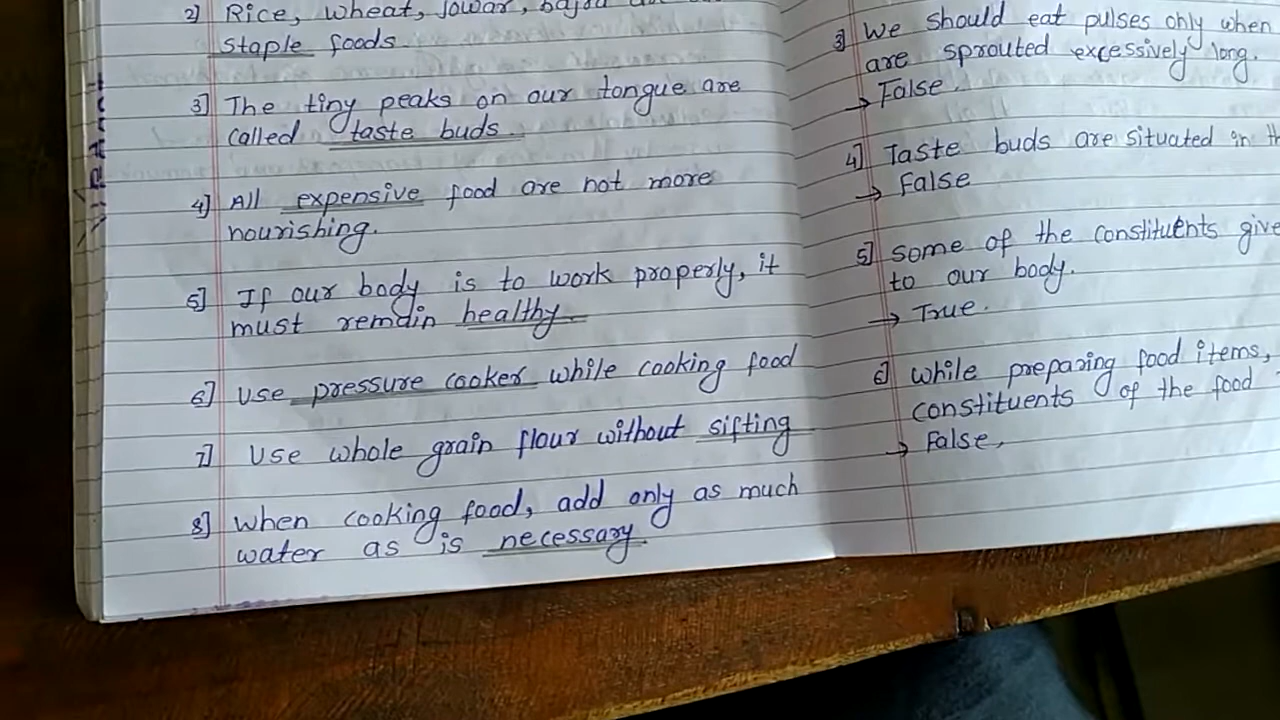 2] Rice, wheat, jowar, bajra
staple foods.
3] The tiny peaks on our tongue are
called taste buds.
4] All expensive food are not more
nourishing.
5] If our body is to work properly, it
must remain healthy.
6] Use pressure cooker while cooking food
7] Use whole grain flour without sifting
8] When cooking food, add only as much
water as is necessary.
3] We should eat pulses only when
are sprouted excessively long.
→ False.
4] Taste buds are situated in
→ False
5] some of the constituents give
to our body.
→ True.
6] while preparing food items,
constituents of the food
→ False,